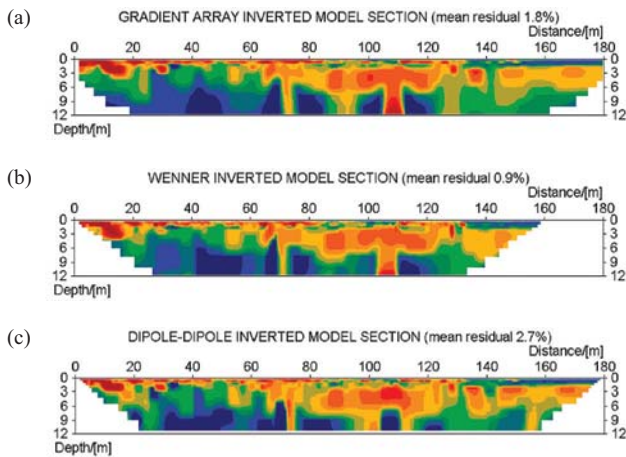 (a)
GRADIENT ARRAY INVERTED MODEL SECTION (mean residual 1.8%)
Distance/[m]
0 20 40 60 80 100 120 140 160 180
0 0
3 3
6 6
9 9
12 12
Depth/[m]
(b)
WENNER INVERTED MODEL SECTION (mean residual 0.9%)
Distance/[m]
0 20 40 60 80 100 120 140 160 180
0 0
3 3
6 6
9 9
12 12
Depth/[m]
(c)
DIPOLE-DIPOLE INVERTED MODEL SECTION (mean residual 2.7%)
Distance/[m]
0 20 40 60 80 100 120 140 160 180
0 0
3 3
6 6
9 9
12 12
Depth/[m]